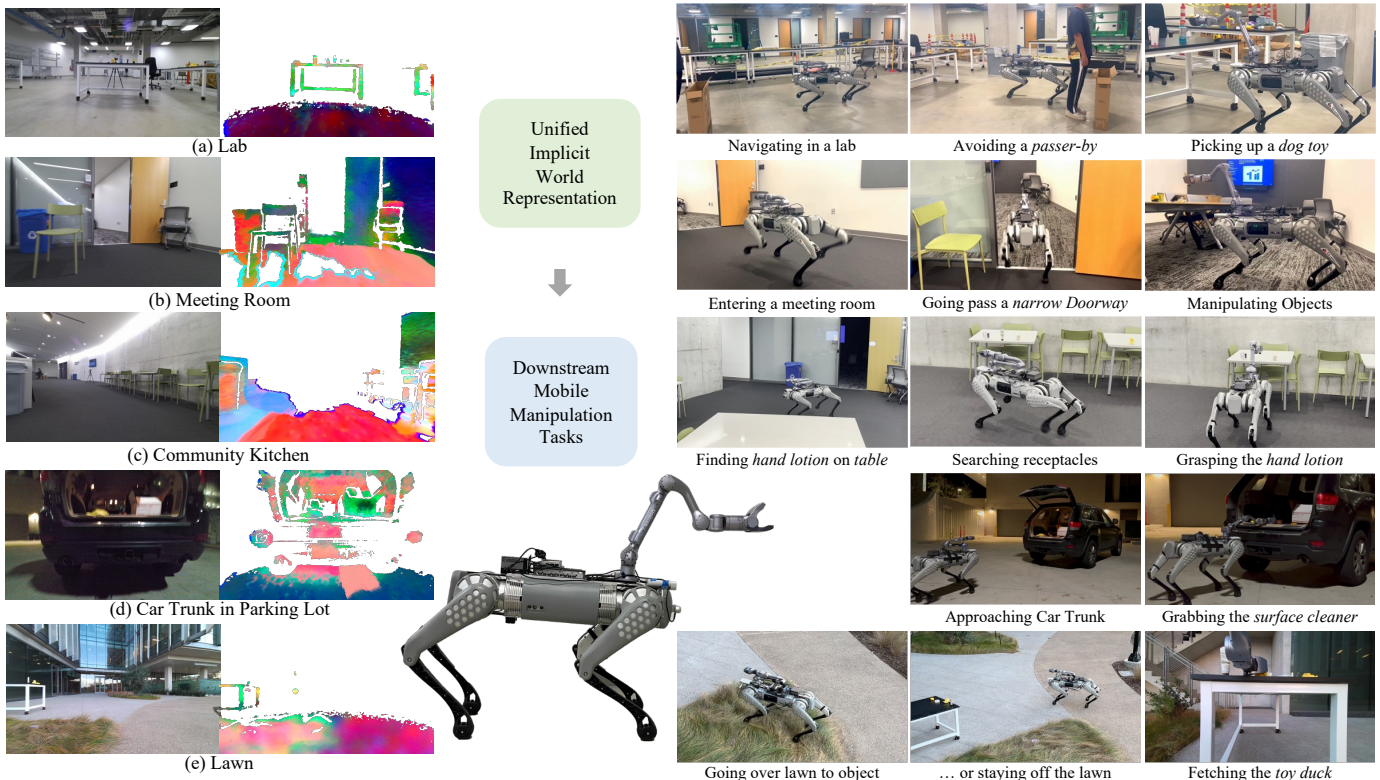 (a) Lab
(b) Meeting Room
(c) Community Kitchen
(d) Car Trunk in Parking Lot
(e) Lawn
Unified
Implicit
World
Representation
Downstream
Mobile
Manipulation
Tasks
Navigating in a lab
Avoiding a passer-by
Picking up a dog toy
Entering a meeting room
Going pass a narrow Doorway
Manipulating Objects
Finding hand lotion on table
Searching receptacles
Grasping the hand lotion
Approaching Car Trunk
Grabbing the surface cleaner
Going over lawn to object
... or staying off the lawn
Fetching the toy duck